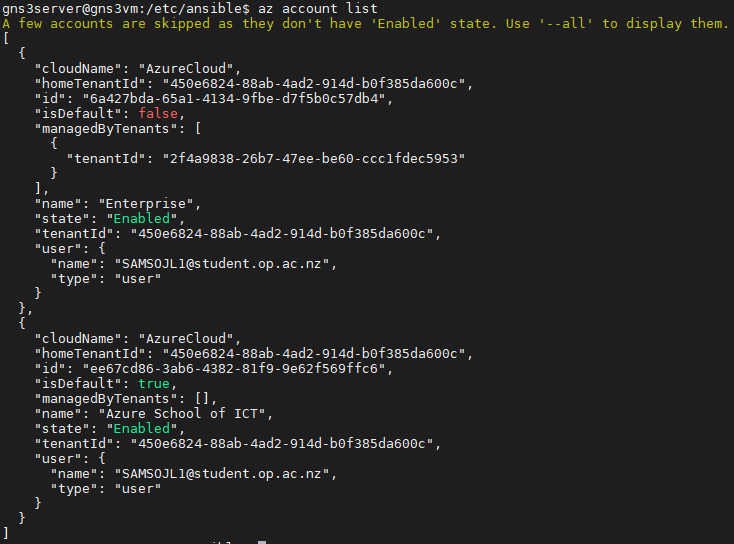 gns3server@gns3vm:/etc/ansible$ az account list
A few accounts are skipped as they don't have 'Enabled' state. Use '--all' to display them.
[
  {
    "cloudName": "AzureCloud",
    "homeTenantId": "450e6824-88ab-4ad2-914d-b0f385da600c",
    "id": "6a427bda-65a1-4134-9fbe-d7f5b0c57db4",
    "isDefault": false,
    "managedByTenants": [
      {
        "tenantId": "2f4a9838-26b7-47ee-be60-ccc1fdec5953"
      }
    ],
    "name": "Enterprise",
    "state": "Enabled",
    "tenantId": "450e6824-88ab-4ad2-914d-b0f385da600c",
    "user": {
      "name": "SAMSOJL1@student.op.ac.nz",
      "type": "user"
    }
  },
  {
    "cloudName": "AzureCloud",
    "homeTenantId": "450e6824-88ab-4ad2-914d-b0f385da600c",
    "id": "ee67cd86-3ab6-4382-81f9-9e62f569ffc6",
    "isDefault": true,
    "managedByTenants": [],
    "name": "Azure School of ICT",
    "state": "Enabled",
    "tenantId": "450e6824-88ab-4ad2-914d-b0f385da600c",
    "user": {
      "name": "SAMSOJL1@student.op.ac.nz",
      "type": "user"
    }
  }
]